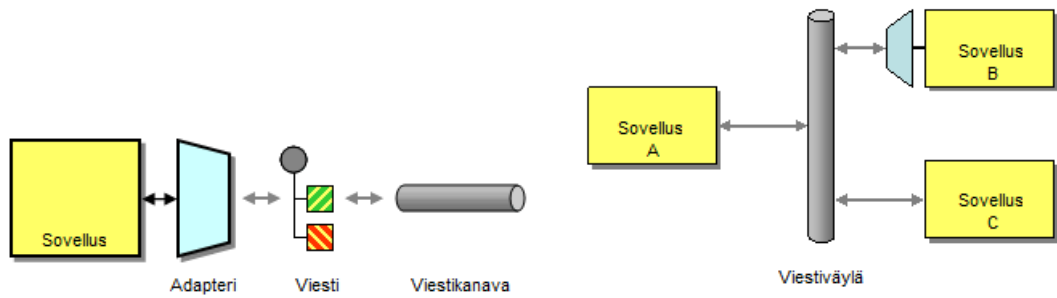 Sovellus
Adapteri
Viesti
Viestikanava
Sovellus
A
Sovellus
B
Sovellus
C
Viestiväylä